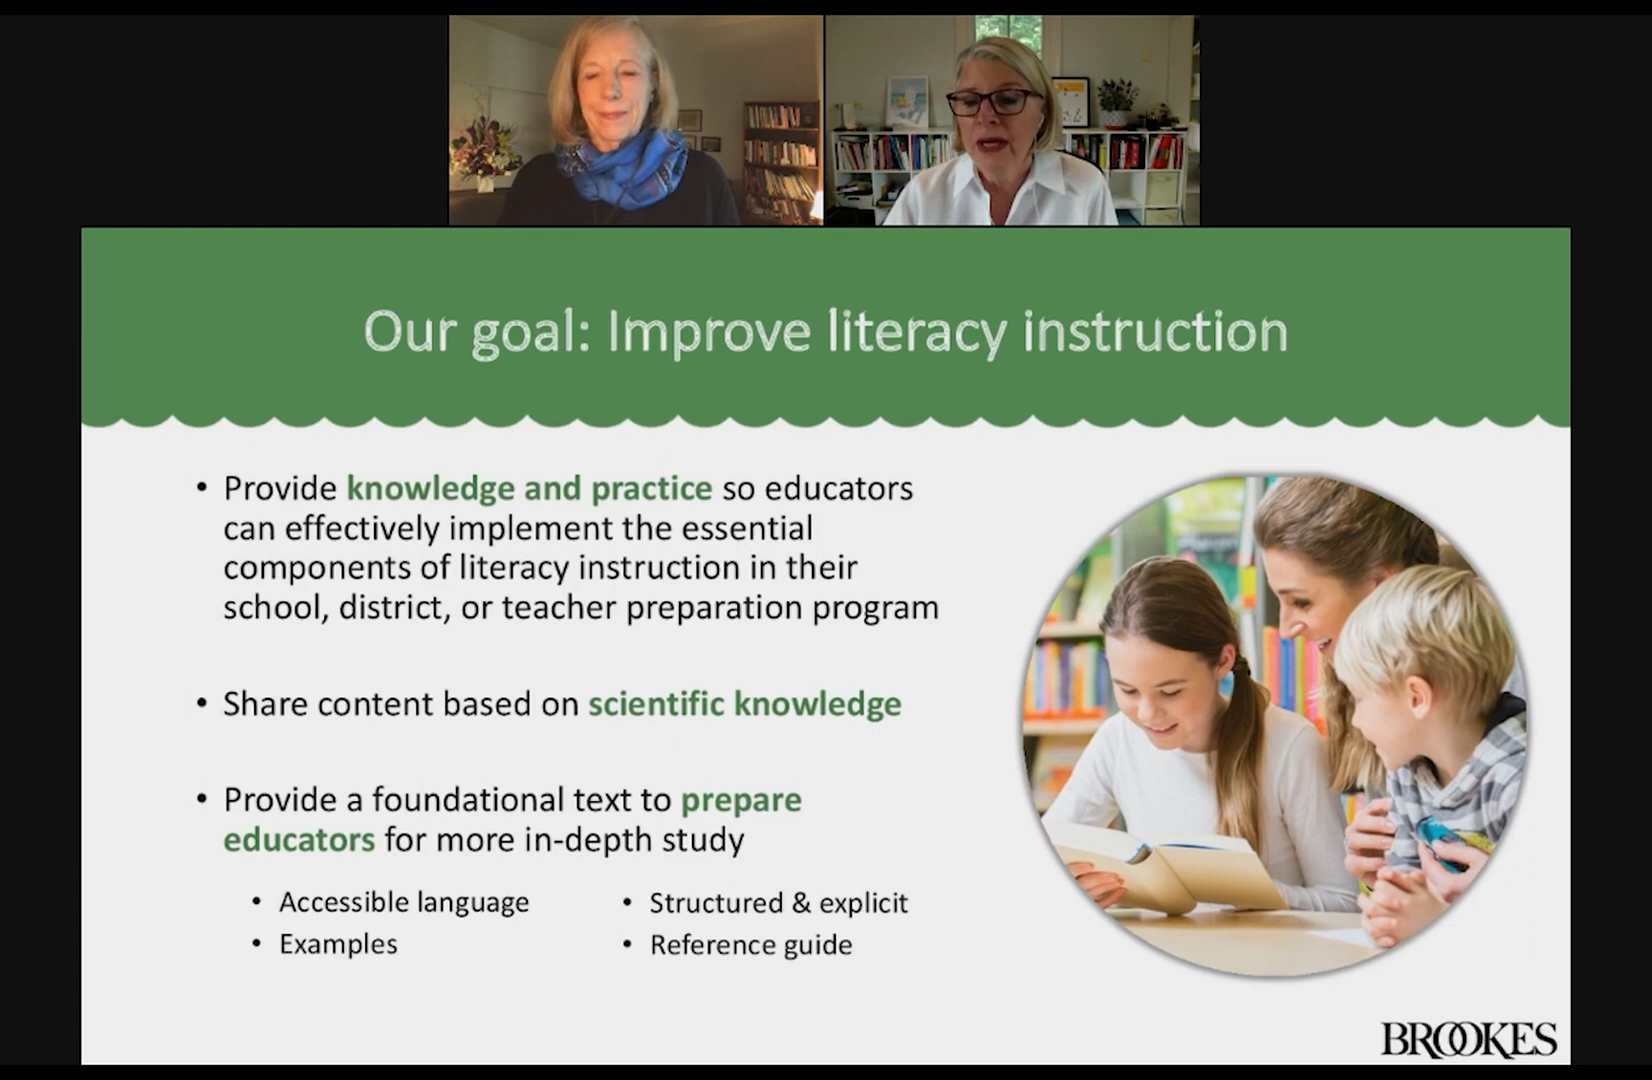 Our goal: Improve literacy instruction
• Provide knowledge and practice so educators
can effectively implement the essential
components of literacy instruction in their
school, district, or teacher preparation program
• Share content based on scientific knowledge
• Provide a foundational text to prepare
educators for more in-depth study
• Accessible language
• Examples
• Structured & explicit
• Reference guide
BROOKES